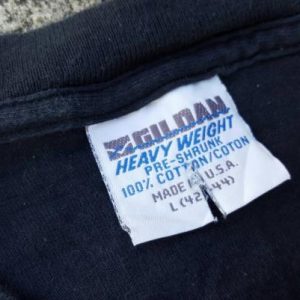 GILDAN
HEAVY WEIGHT
PRE-SHRUNK
100% COTTON/COTON
MADE U.S.A.
L (42-44)